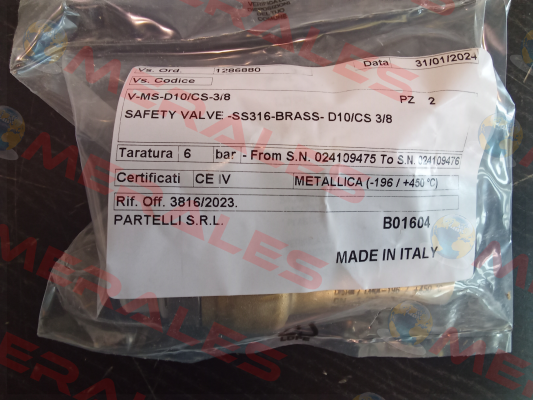 Vs. Ord. 1286880 Data 31/01/2024
Vs. Codice
V-MS-D10/CS-3/8 PZ 2
SAFETY VALVE -SS316-BRASS- D10/CS 3/8
Taratura 6 bar - From S.N. 024109475 To S.N. 024109476
Certificati CE IV METALLICA (-196 / +450 °C)
Rif. Off. 3816/2023.
PARTELLI S.R.L. B01604
MADE IN ITALY
MERALES